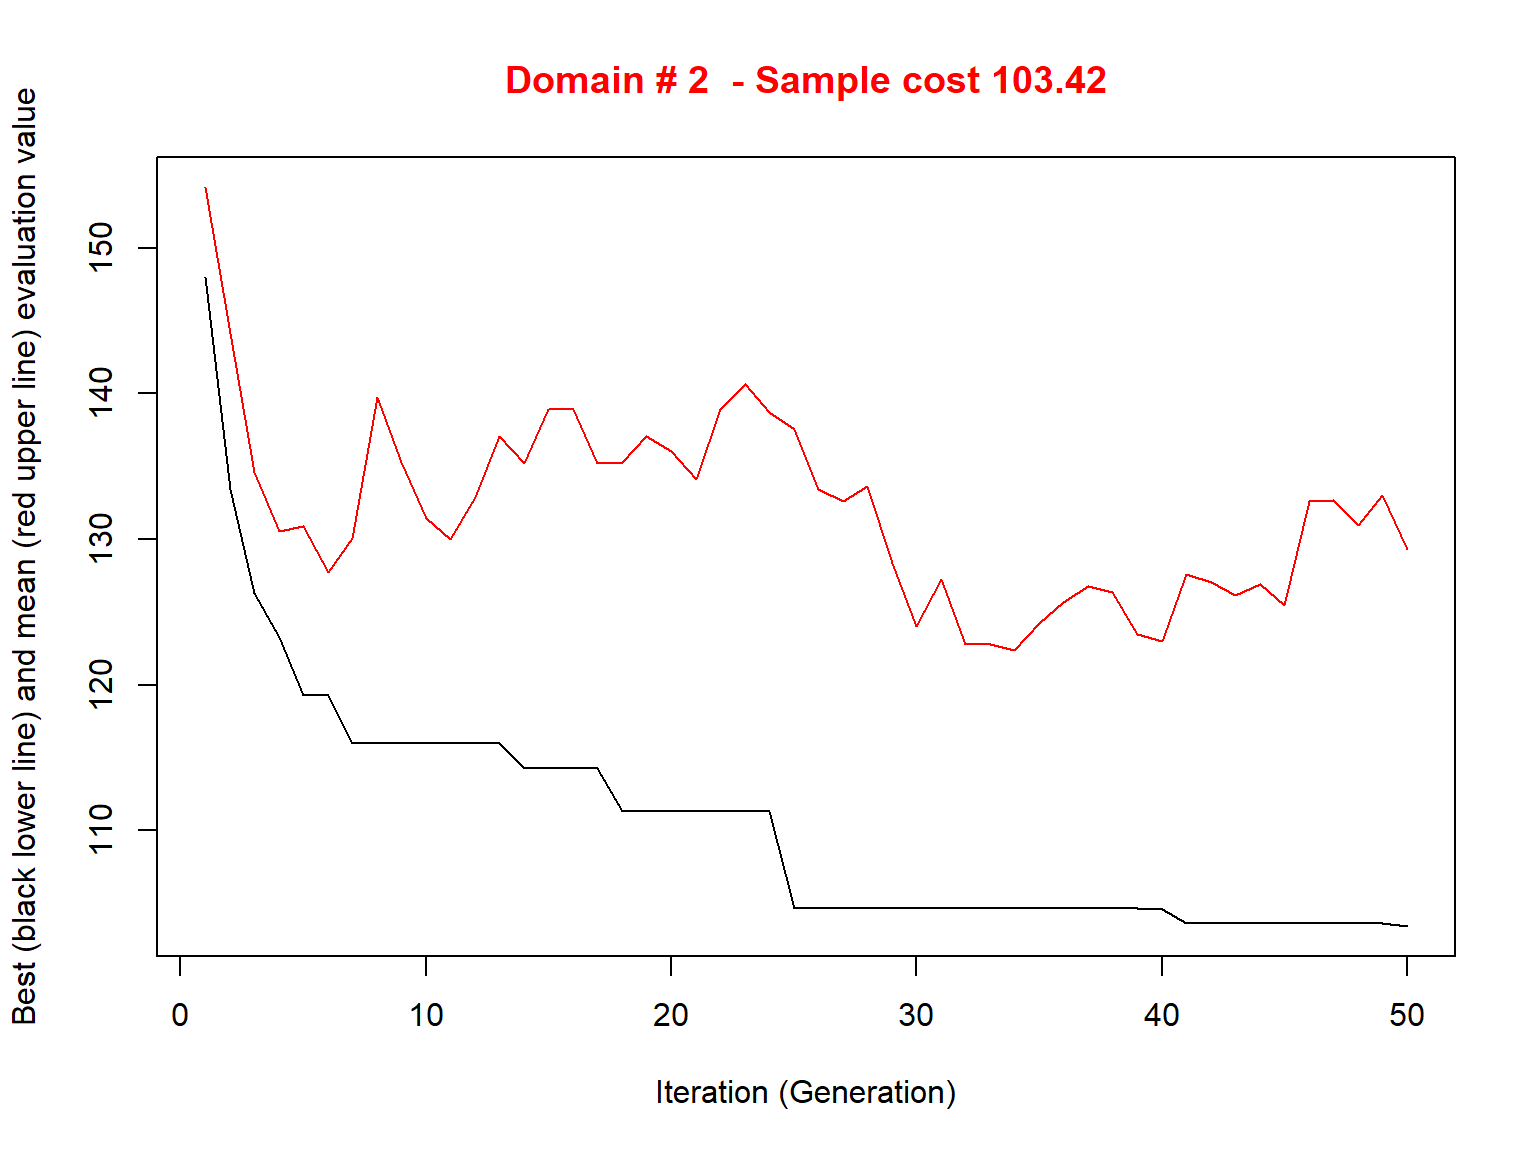 Domain # 2  - Sample cost 103.42
Best (black lower line) and mean (red upper line) evaluation value
150
140
130
120
110
0 10 20 30 40 50
Iteration (Generation)